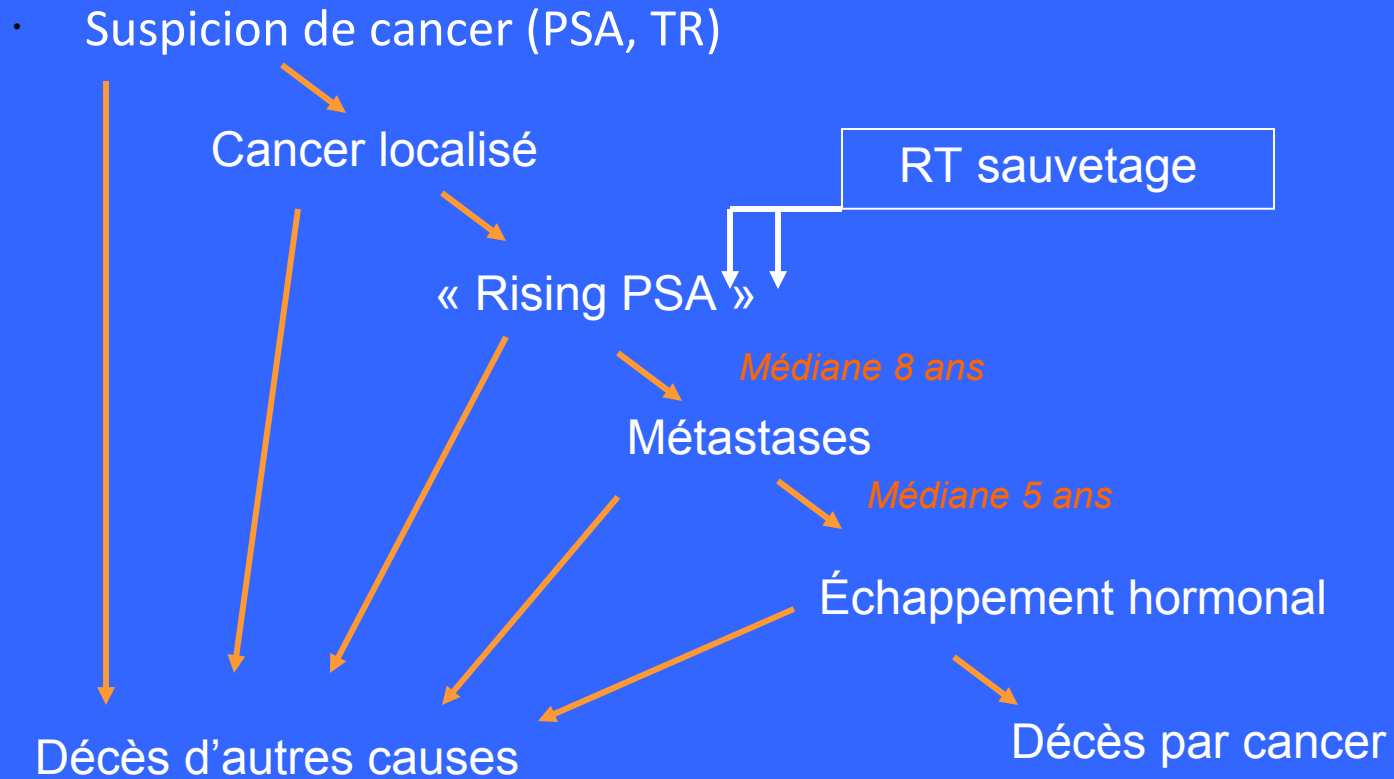 Suspicion de cancer (PSA, TR)
Cancer localisé
RT sauvetage
« Rising PSA »
Médiane 8 ans
Métastases
Médiane 5 ans
Échappement hormonal
Décès par cancer
Décès d’autres causes